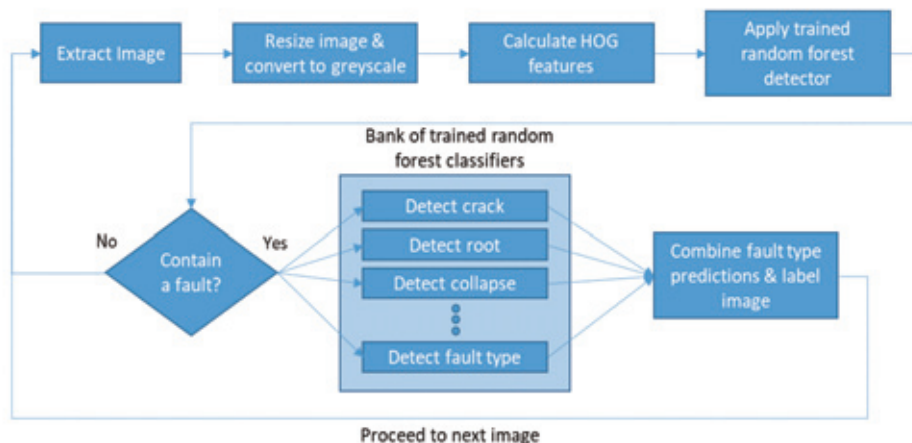 Extract Image
Resize image &
convert to greyscale
Calculate HOG
features
Apply trained
random forest
detector
Bank of trained random
forest classifiers
No
Contain
a fault?
Yes
Detect crack
Detect root
Detect collapse
Detect fault type
Combine fault type
predictions & label
image
Proceed to next image